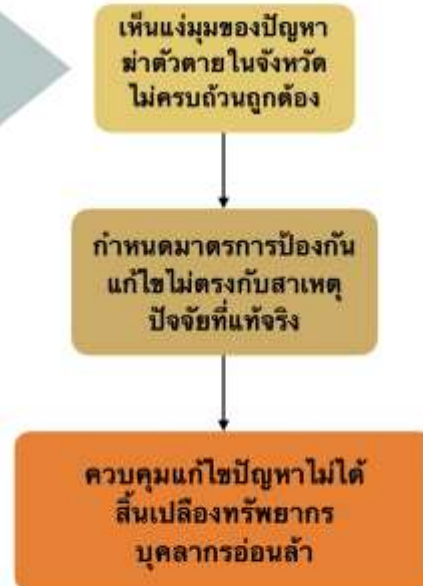 เห็นแง่มุมของปัญหา
ฆ่าตัวตายในจังหวัด
ไม่ครบถ้วนถูกต้อง
กำหนดมาตรการป้องกัน
แก้ไขไม่ตรงกับสาเหตุ
ปัจจัยที่แท้จริง
ควบคุมแก้ไขปัญหาไม่ได้
สิ้นเปลืองทรัพยากร
บุคลากรอ่อนล้า